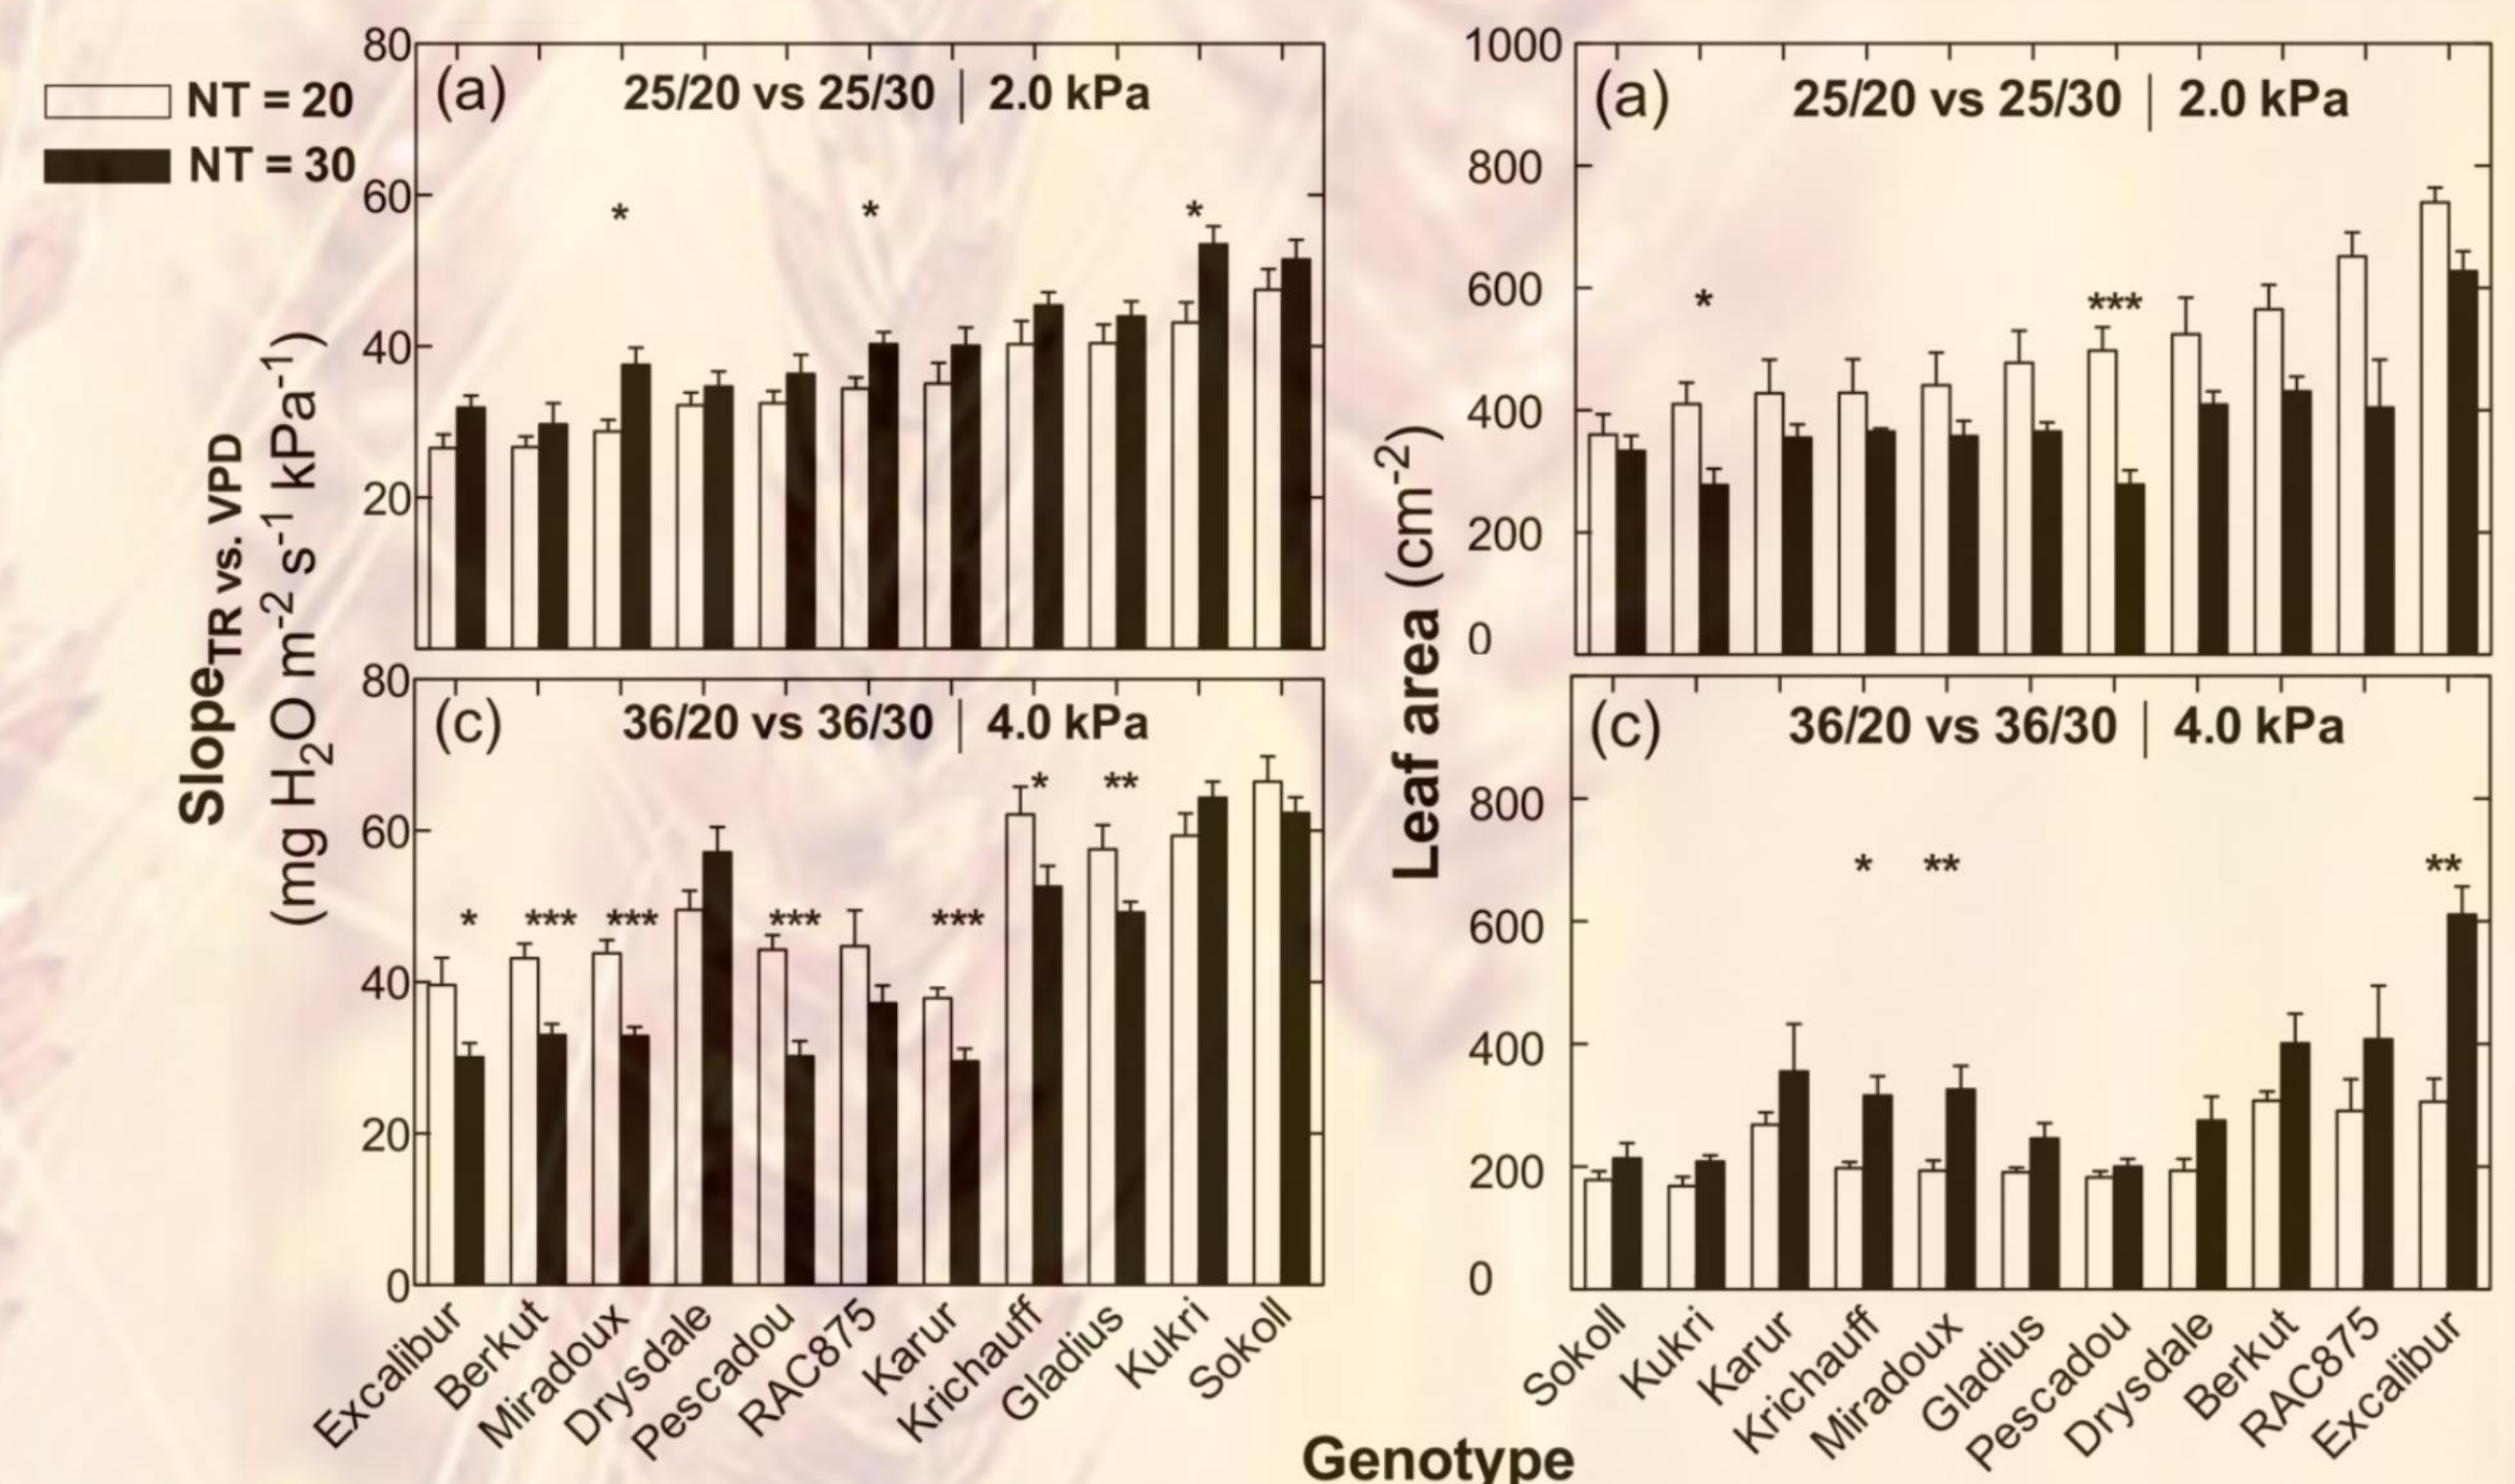 NT = 20
NT = 30
Slope TR vs. VPD
(mg H2O m-2 s-1 kPa-1)
80
60
40
20
(a) 25/20 vs 25/30 | 2.0 kPa
*
*
*
80
60
40
20
0
(c) 36/20 vs 36/30 | 4.0 kPa
* *** *** *** *** * **
Excalibur
Berkut
Miradoux
Drysdale
Pescadou
RAC875
Karur
Krichauff
Gladius
Kukri
Sokoll
Leaf area (cm-2)
1000
800
600
400
200
0
(a) 25/20 vs 25/30 | 2.0 kPa
* ***
800
600
400
200
0
(c) 36/20 vs 36/30 | 4.0 kPa
* ** **
Sokoll
Kukri
Karur
Krichauff
Miradoux
Gladius
Pescadou
Drysdale
Berkut
RAC875
Excalibur
Genotype